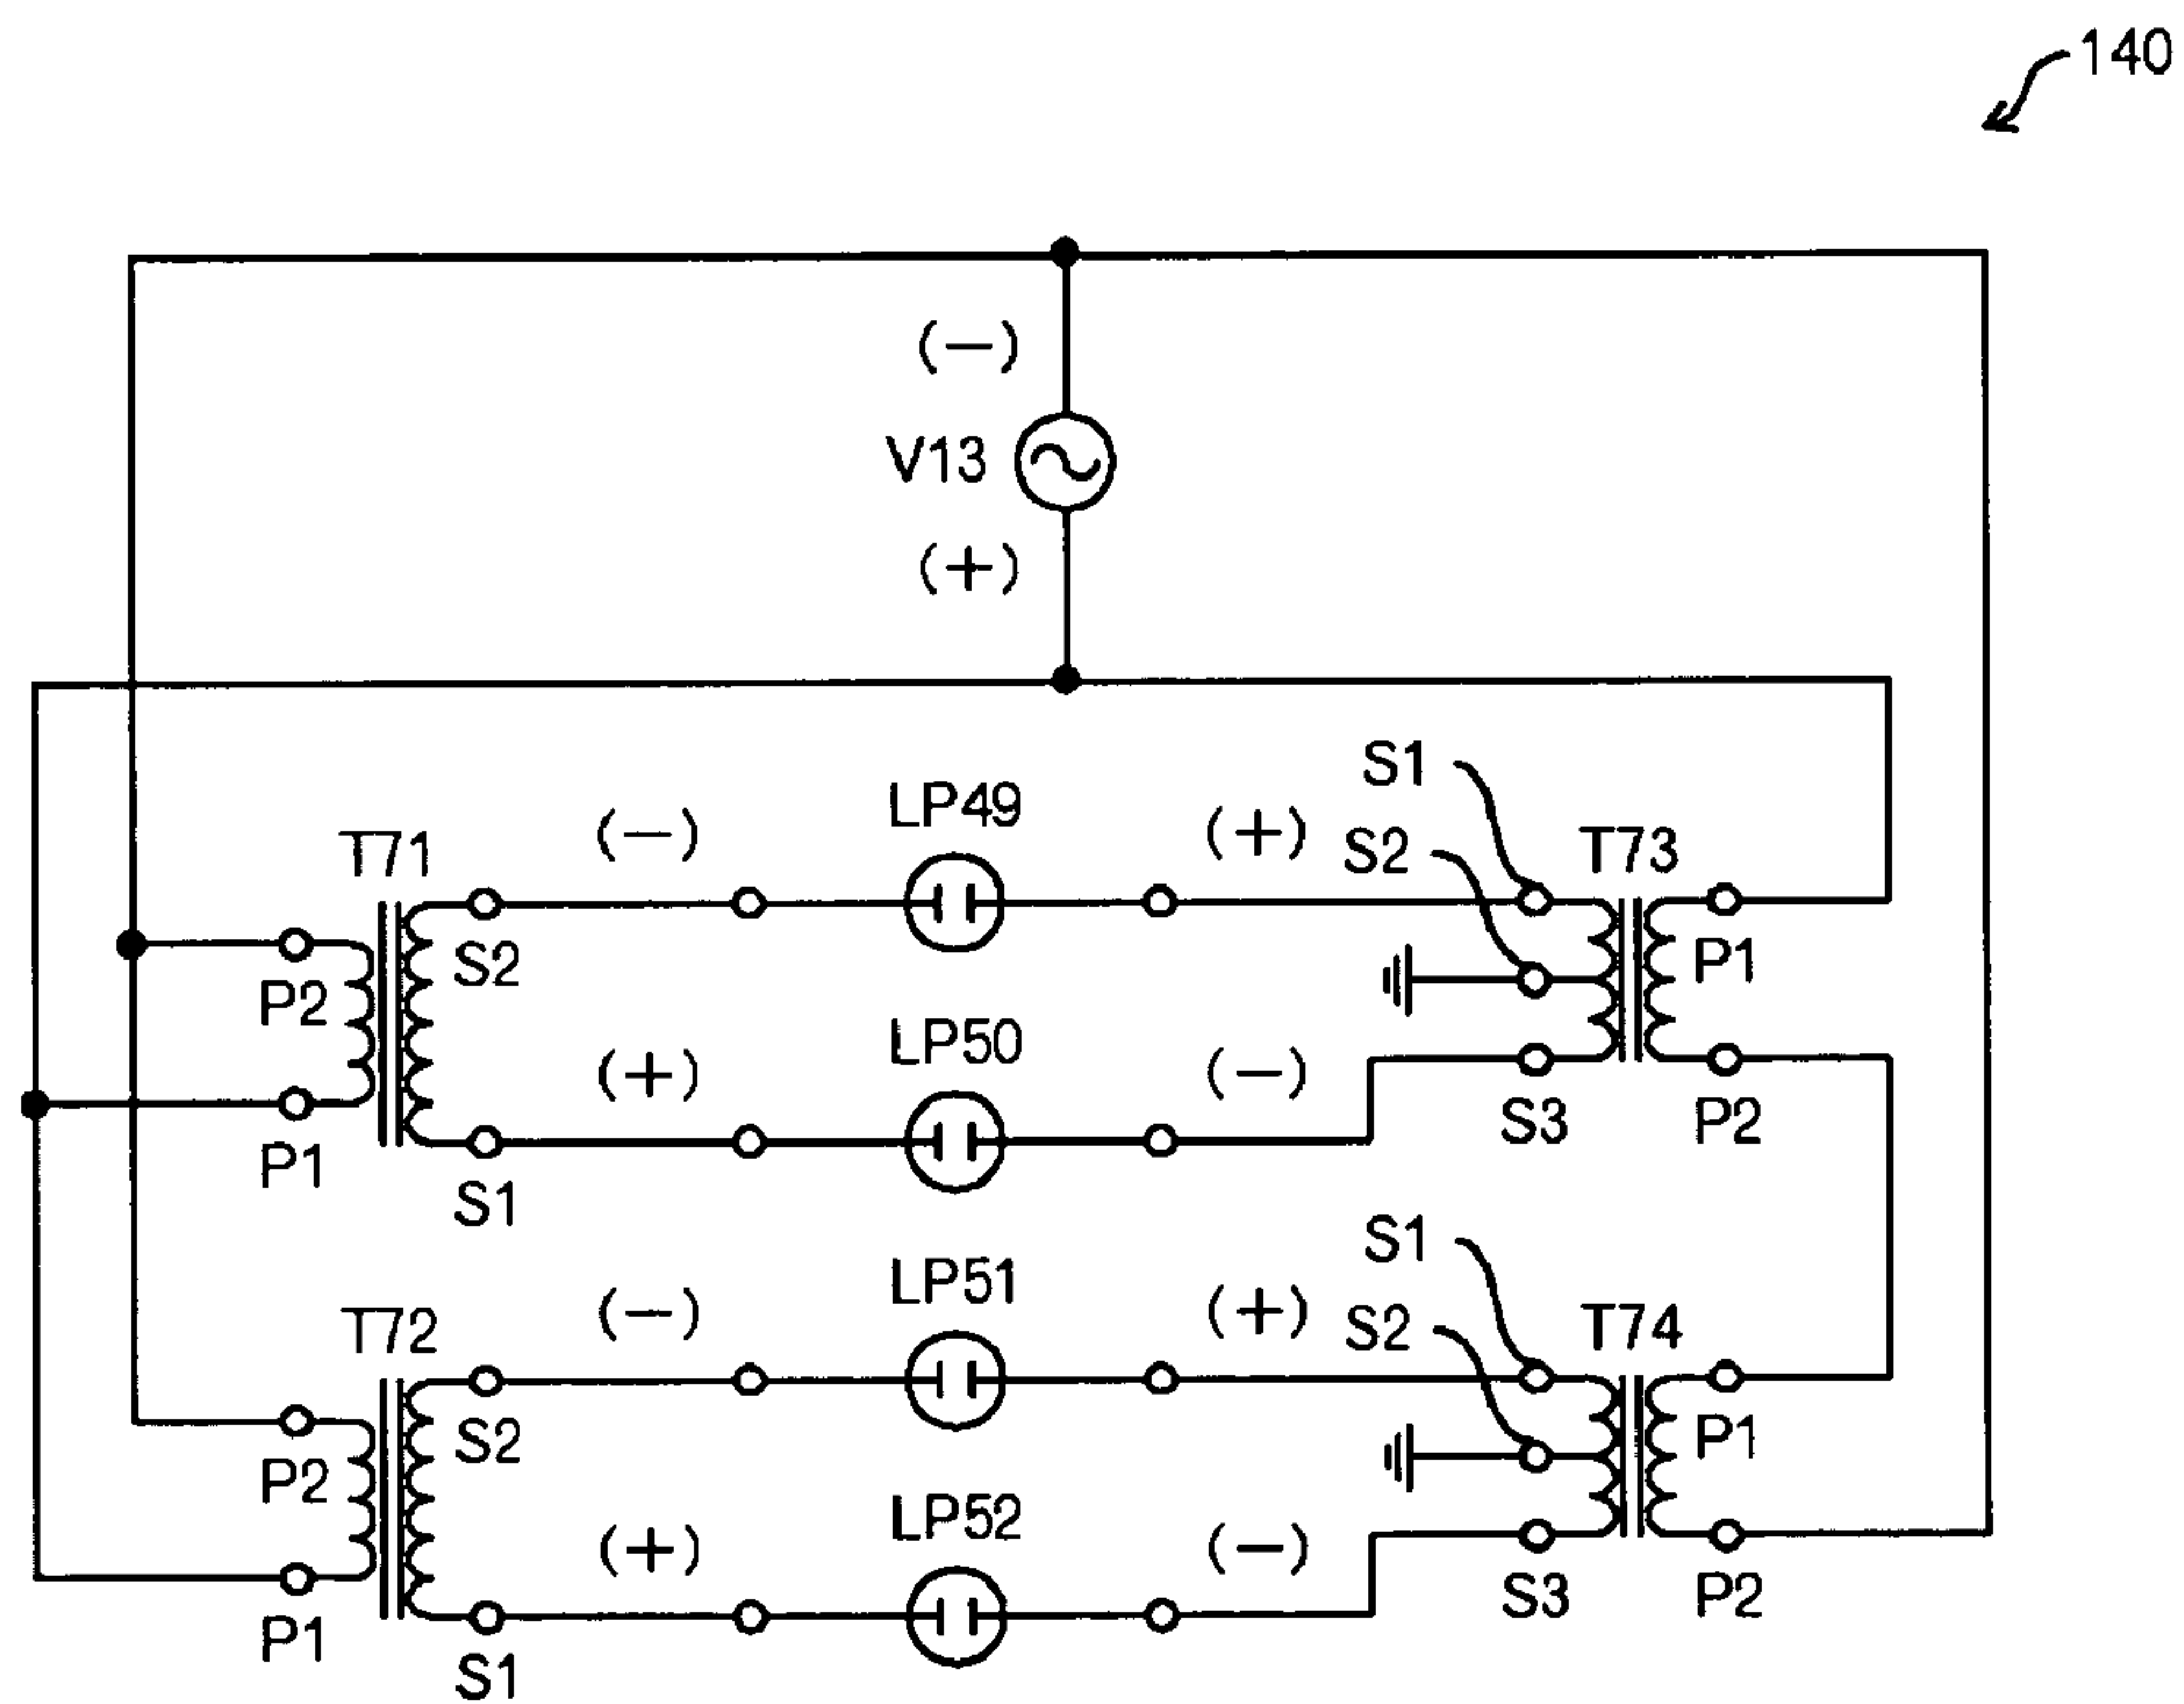 140
(−)
V13
(+)
S1
LP49
(−)
(+)
S2
T71
T73
S2
P1
P2
LP50
(+)
(−)
S3
P2
P1
S1
S1
LP51
(−)
(+)
S2
T72
T74
S2
P1
P2
LP52
(+)
(−)
S3
P2
P1
S1